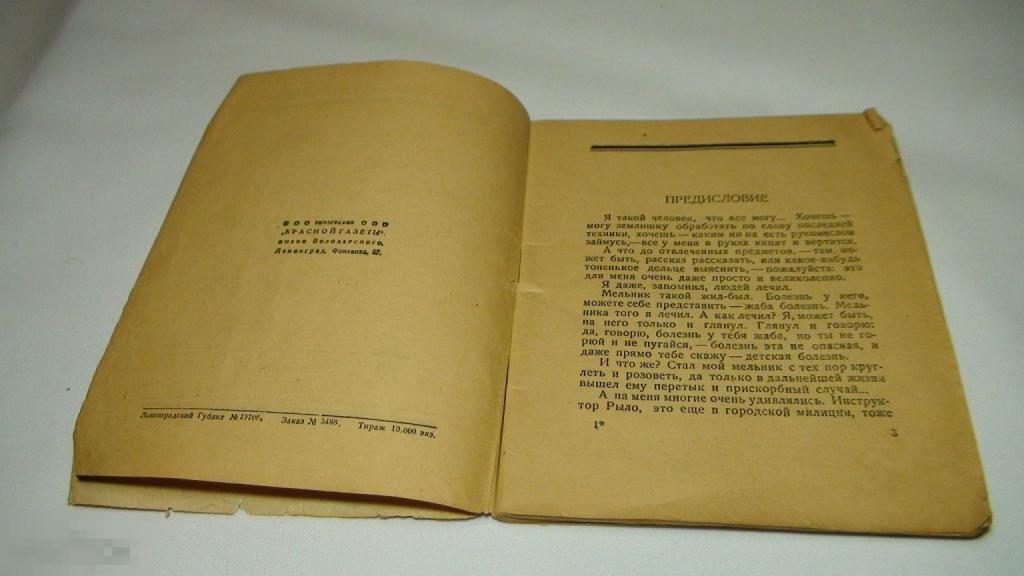 ТИПОГРАФИЯ
„КРАСНОЙ ГАЗЕТЫ“
имени Володарского,
Ленинград, Фонтанка, 57.
Ленинградский Гублит № 19766. Заказ № 5468. Тираж 10.000 экз.
ПРЕДИСЛОВИЕ
Я такой человек, что все могу... Хочешь —
могу землишку обработать по слову последней
техники, хочешь — каким ни на есть рукомеслом
займусь,— все у меня в руках кипит и вертится.
А что до отвлеченных предметов,— там, мо-
жет быть, рассказ рассказать, или какое-нибудь
тоненькое дельце выяснить,— пожалуйста: это
для меня очень даже просто и великолепно.
Я даже, запомнил, людей лечил.
Мельник такой жил-был. Болезнь у него,
можете себе представить — жаба болезнь. Мель-
ника того я лечил. А как лечил? Я, может быть,
на него только и глянул. Глянул и говорю:
да, говорю, болезнь у тебя жаба, но ты не го-
рюй и не пугайся,— болезнь эта не опасная, и
даже прямо тебе скажу — детская болезнь.
И что же? Стал мой мельник с тех пор круг-
леть и розоветь, да только в дальнейшей жизни
вышел ему перетык и прискорбный случай...
А на меня многие очень удивлялись. Инструк-
тор Рыло, это еще в городской милиции, тоже
1*
3